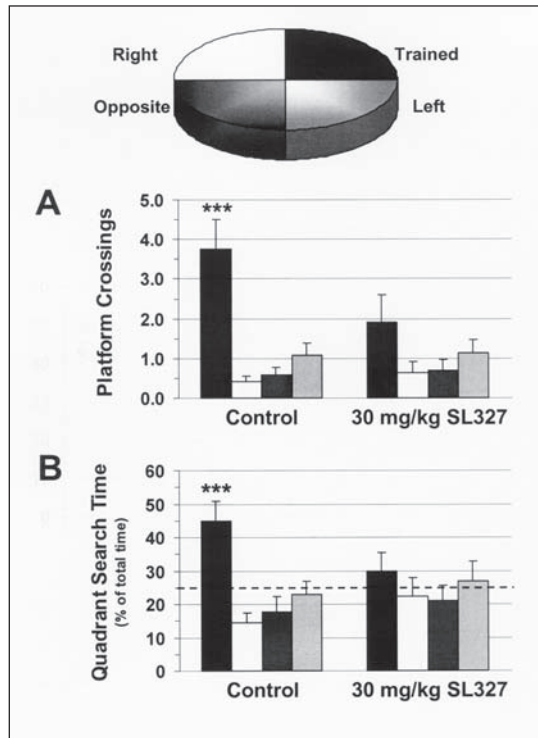 Right Trained
Opposite Left
A
Platform Crossings
5.0
4.0
3.0
2.0
1.0
0.0
***
Control 30 mg/kg SL327
B
Quadrant Search Time
(% of total time)
60
50
40
30
20
10
0
***
Control 30 mg/kg SL327